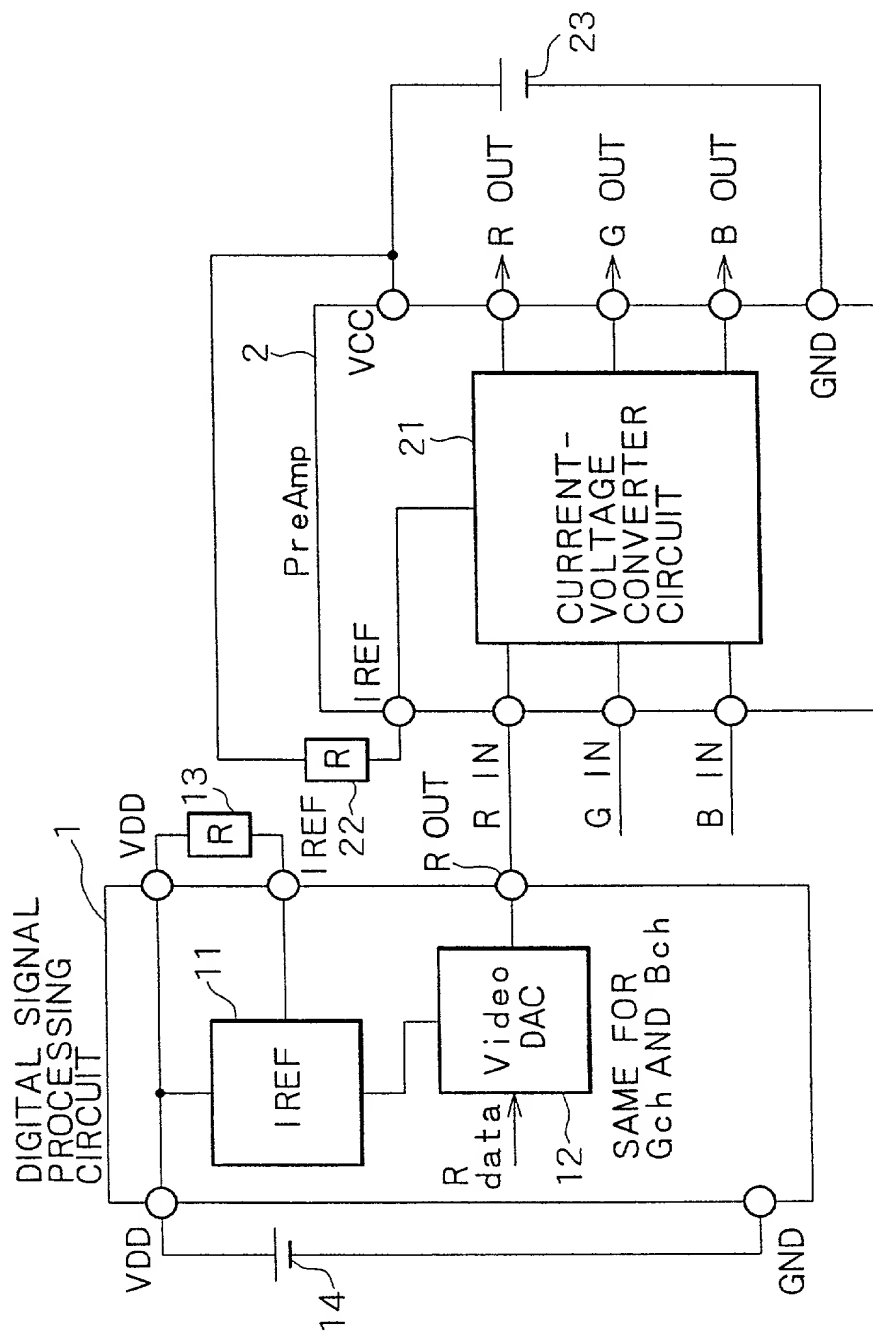 DIGITAL SIGNAL
PROCESSING
CIRCUIT
1
VDD
VDD
R
13
11
IREF
IREF
14
Video
DAC
R
data
12
R OUT
SAME FOR
Gch AND Bch
GND
R
22
2
PreAmp
IREF
VCC
21
R IN
R OUT
CURRENT-
VOLTAGE
CONVERTER
CIRCUIT
G IN
G OUT
B IN
B OUT
GND
23